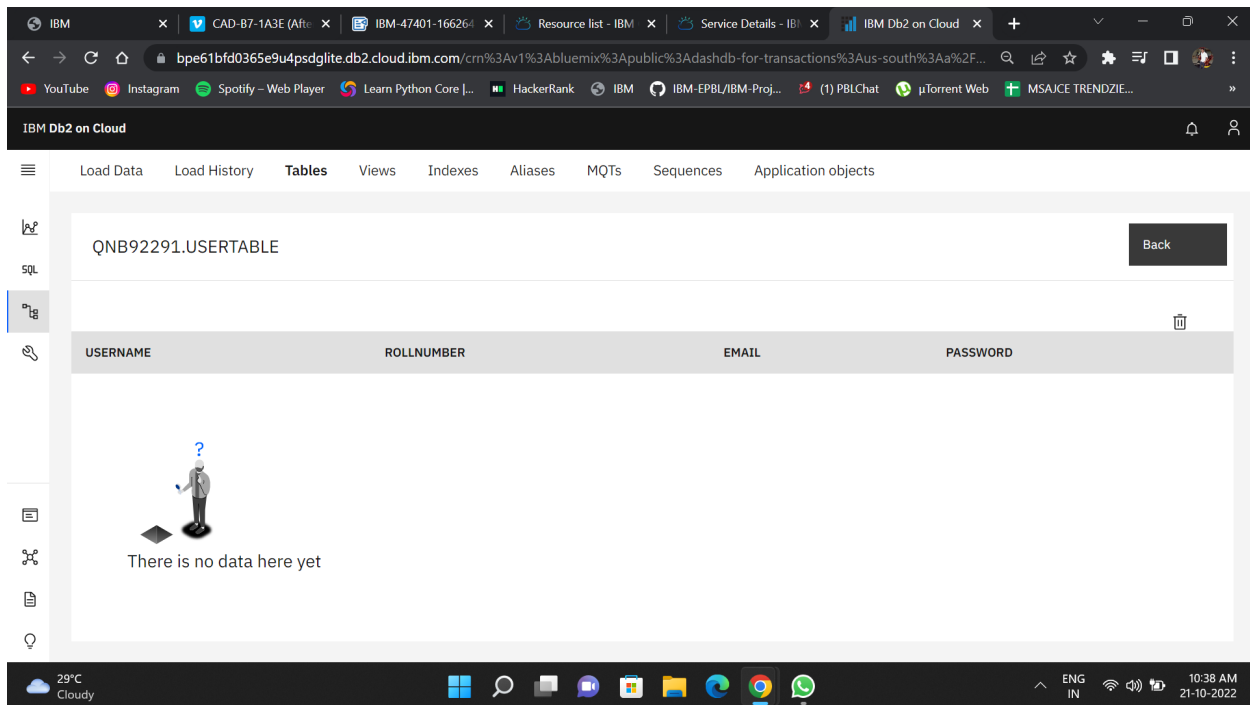 IBM
CAD-B7-1A3E (Afte
IBM-47401-166264
Resource list - IBM
Service Details - IBM
IBM Db2 on Cloud
bpe61bfd0365e9u4psdglite.db2.cloud.ibm.com/crn%3Av1%3Abluemix%3Apublic%3Adashdb-for-transactions%3Aus-south%3Aa%2F...
YouTube
Instagram
Spotify – Web Player
Learn Python Core |...
HackerRank
IBM
IBM-EPBL/IBM-Proj...
(1) PBLChat
µTorrent Web
MSAJCE TRENDZIE...
»
IBM Db2 on Cloud
Load Data
Load History
Tables
Views
Indexes
Aliases
MQTs
Sequences
Application objects
QNB92291.USERTABLE
Back
SQL
USERNAME
ROLLNUMBER
EMAIL
PASSWORD
?
There is no data here yet
29°C
Cloudy
ENG
IN
10:38 AM
21-10-2022